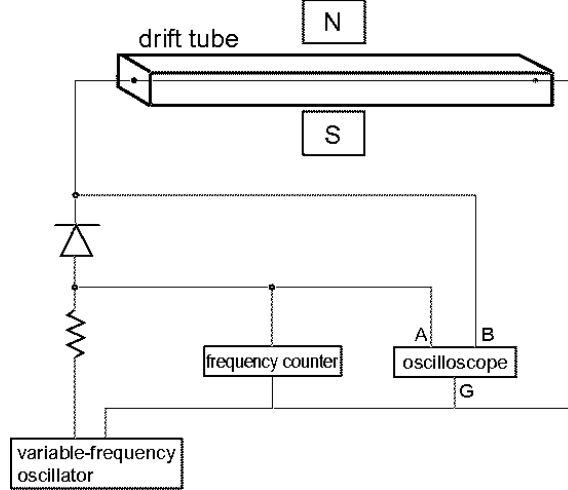 N
drift tube
S
A
B
frequency counter
oscilloscope
G
variable-frequency
oscillator